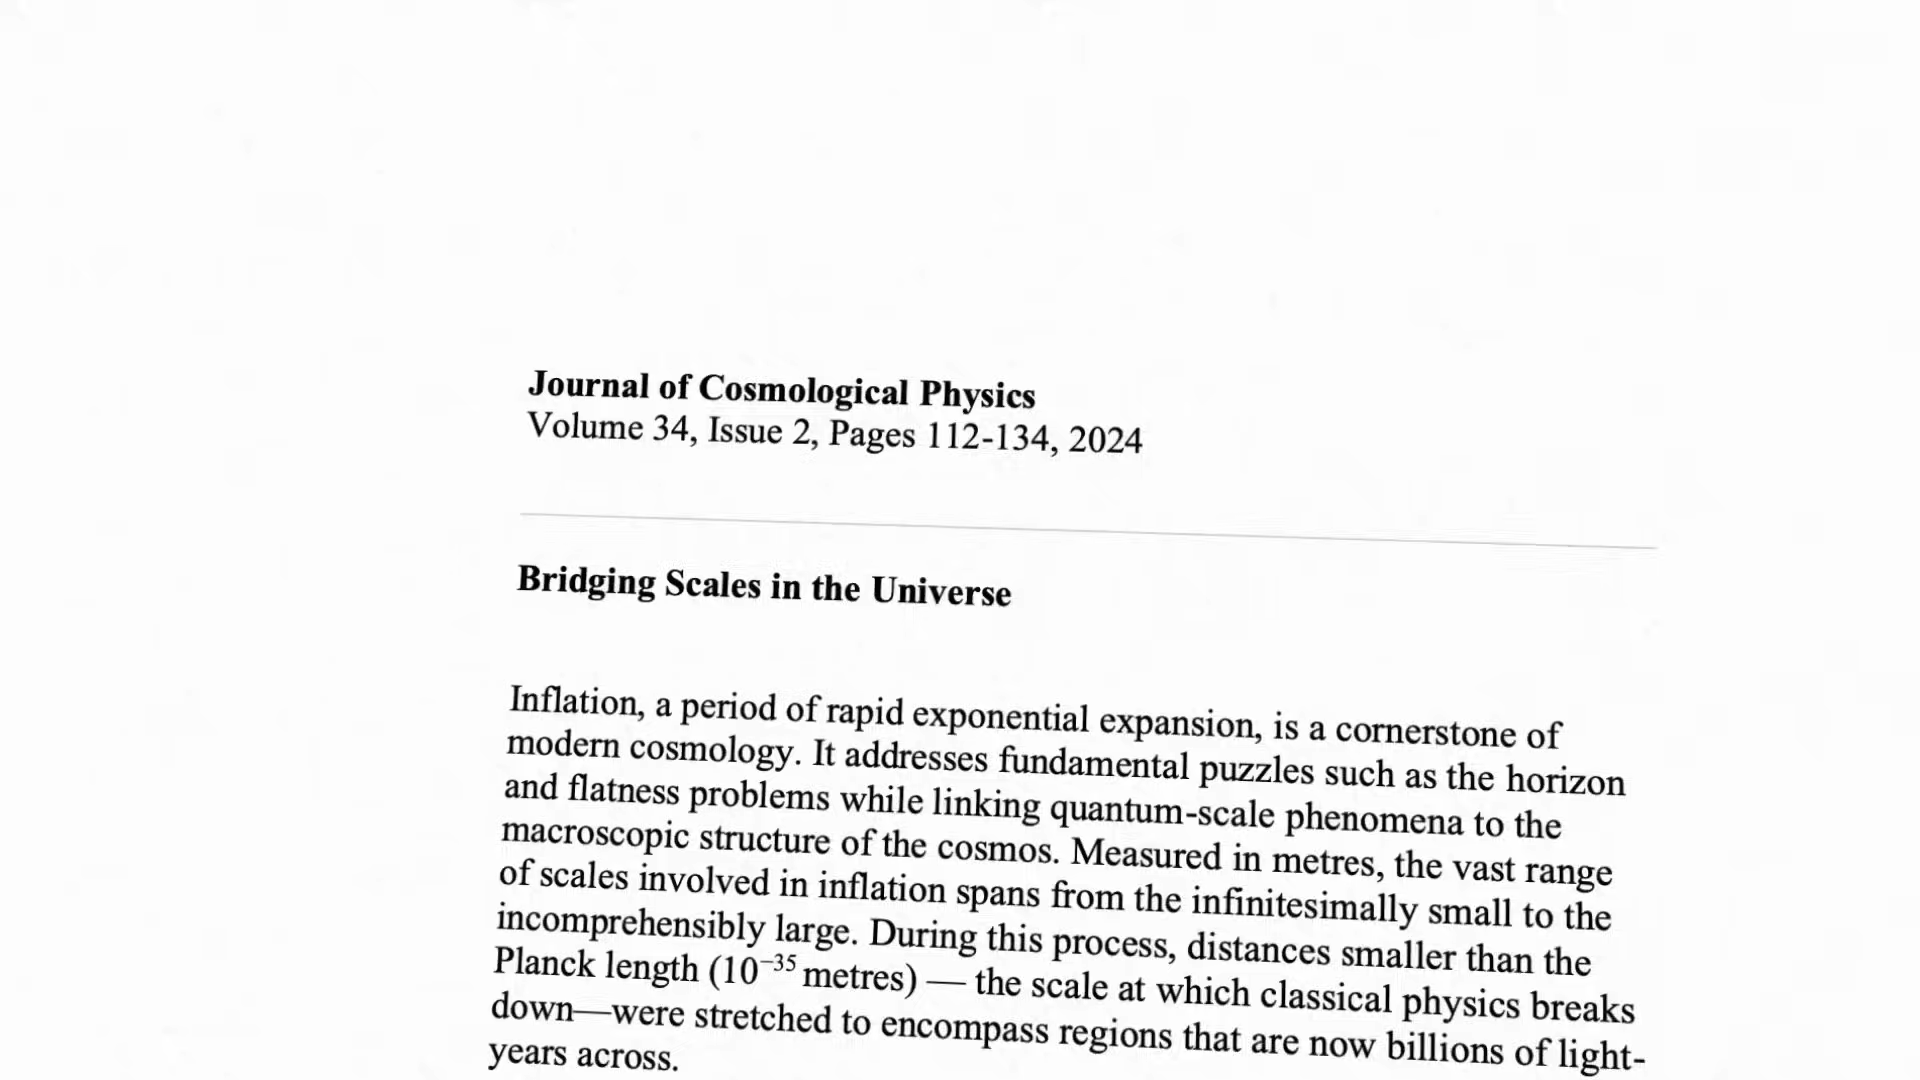 Journal of Cosmological Physics
Volume 34, Issue 2, Pages 112-134, 2024
Bridging Scales in the Universe
Inflation, a period of rapid exponential expansion, is a cornerstone of
modern cosmology. It addresses fundamental puzzles such as the horizon
and flatness problems while linking quantum-scale phenomena to the
macroscopic structure of the cosmos. Measured in metres, the vast range
of scales involved in inflation spans from the infinitesimally small to the
incomprehensibly large. During this process, distances smaller than the
Planck length (10⁻³⁵ metres) — the scale at which classical physics breaks
down—were stretched to encompass regions that are now billions of light-
years across.